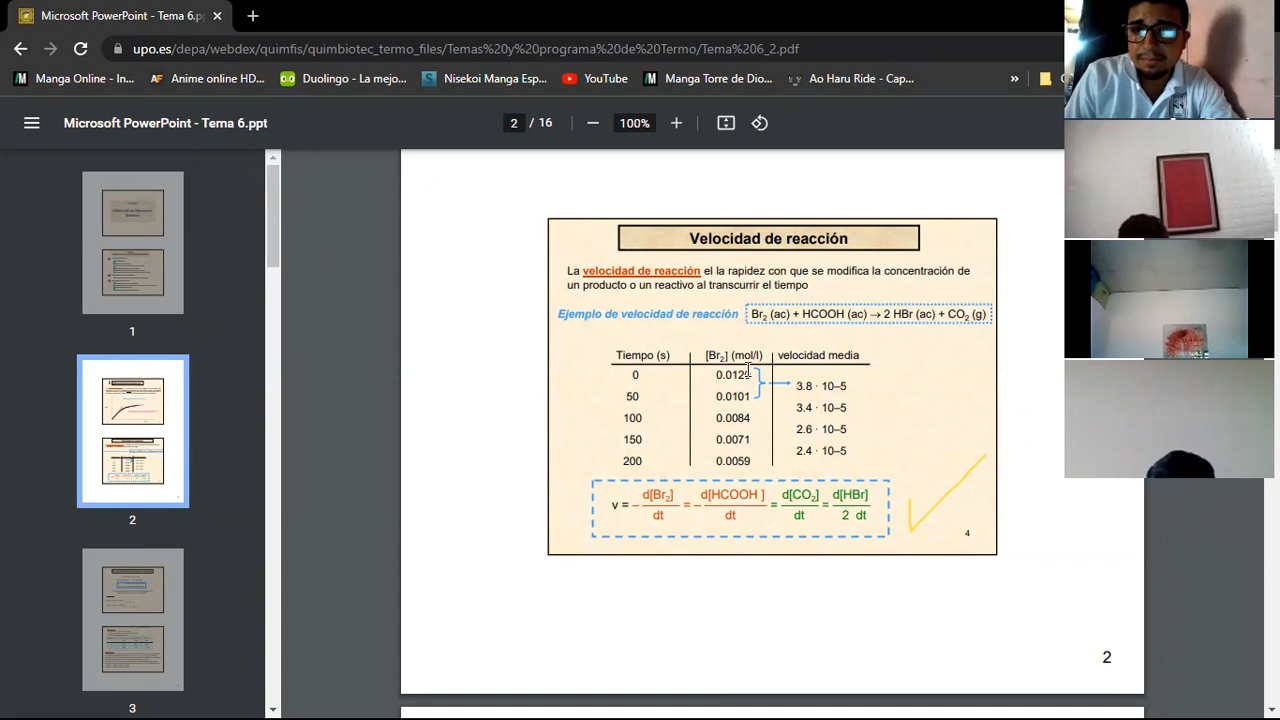 Microsoft PowerPoint - Tema 6.p
upo.es/depa/webdex/quimfis/quimbiotec_termo_files/Temas%20y%20programa%20de%20Termo/Tema%206_2.pdf
Manga Online - In... Anime online HD... Duolingo - La mejo... Nisekoi Manga Esp... YouTube Manga Torre de Dio... Ao Haru Ride - Cap... »
Microsoft PowerPoint - Tema 6.ppt 2 / 16 100%
1
2
3
Velocidad de reacción
La velocidad de reacción el la rapidez con que se modifica la concentración de
un producto o un reactivo al transcurrir el tiempo
Ejemplo de velocidad de reacción Br2 (ac) + HCOOH (ac) → 2 HBr (ac) + CO2 (g)
Tiempo (s) [Br2] (mol/l) velocidad media
0 0.0129
3.8 · 10–5
50 0.0101
3.4 · 10–5
100 0.0084
2.6 · 10–5
150 0.0071
2.4 · 10–5
200 0.0059
v = – d[Br2]/dt = – d[HCOOH ]/dt = d[CO2]/dt = d[HBr]/2 dt
4
2